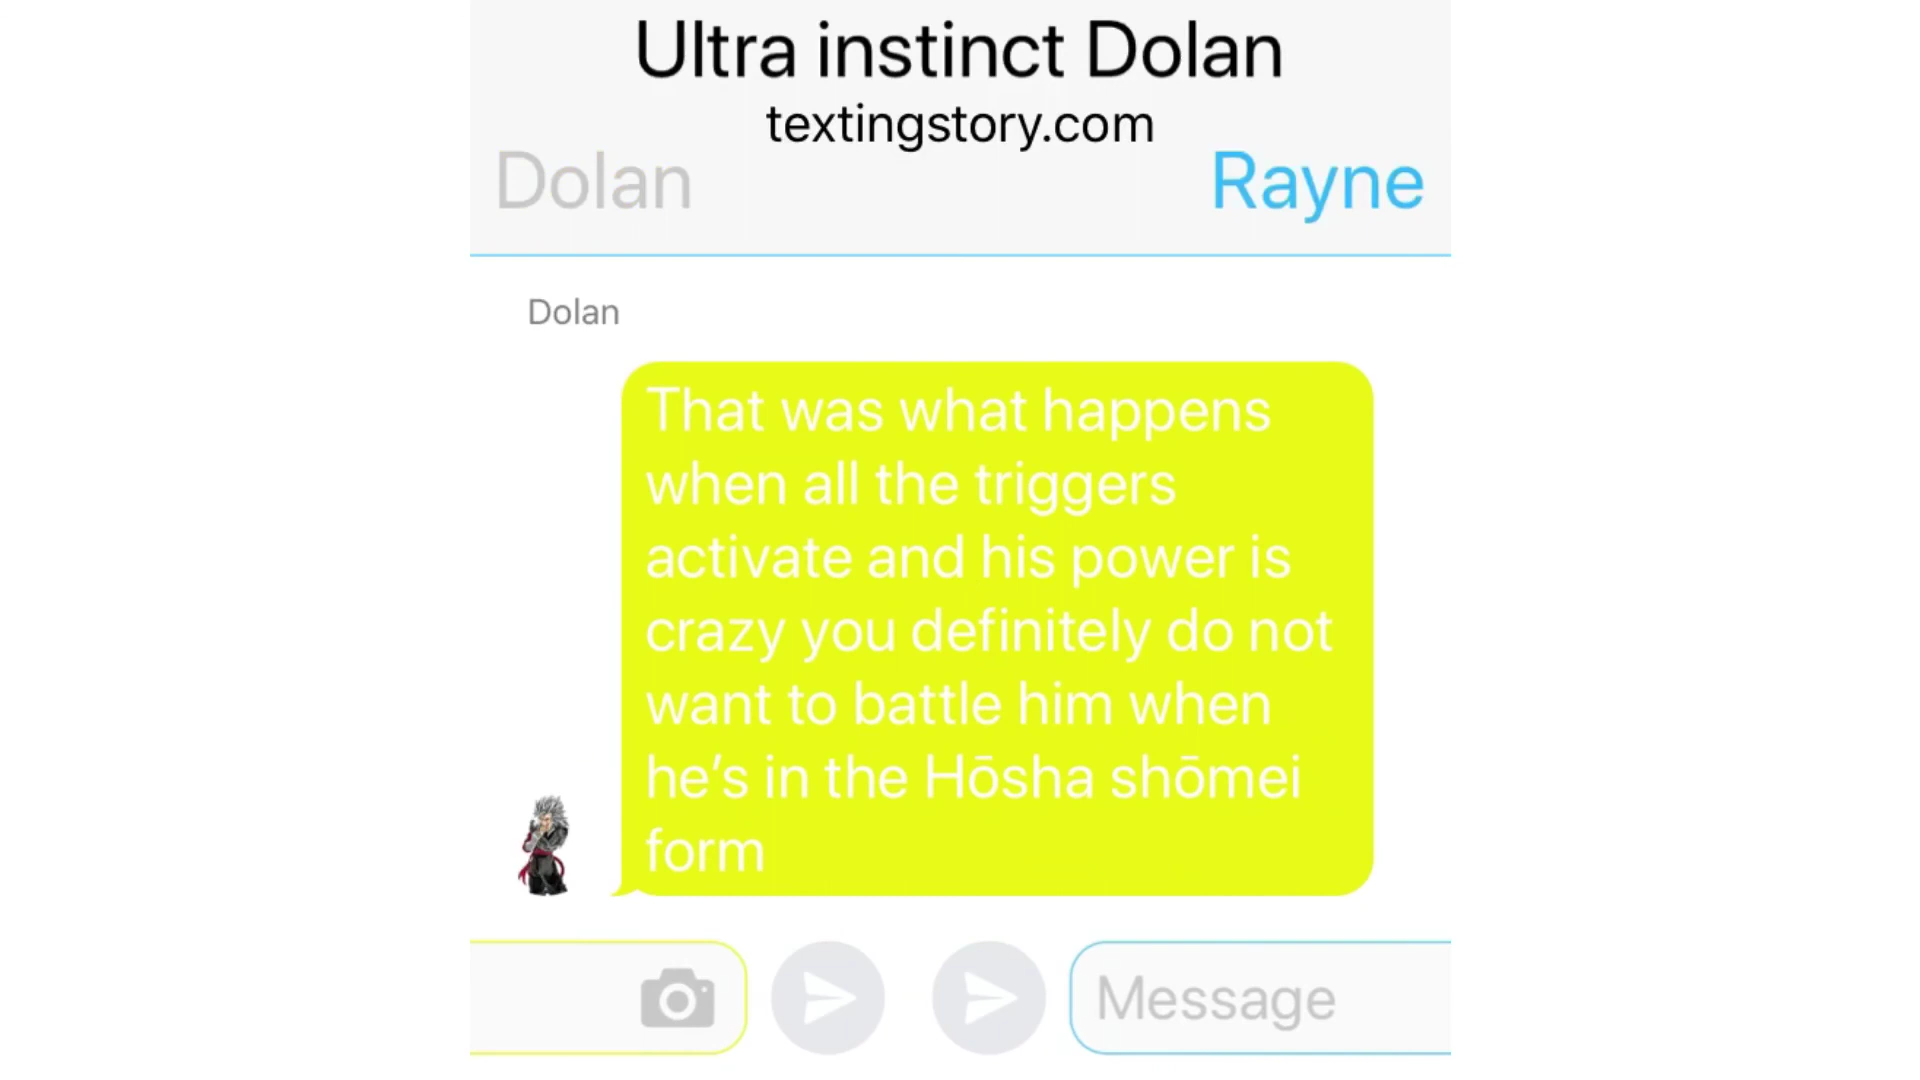 Ultra instinct Dolan
textingstory.com
Dolan
Rayne
Dolan
That was what happens
when all the triggers
activate and his power is
crazy you definitely do not
want to battle him when
he's in the Hōsha shōmei
form
Message